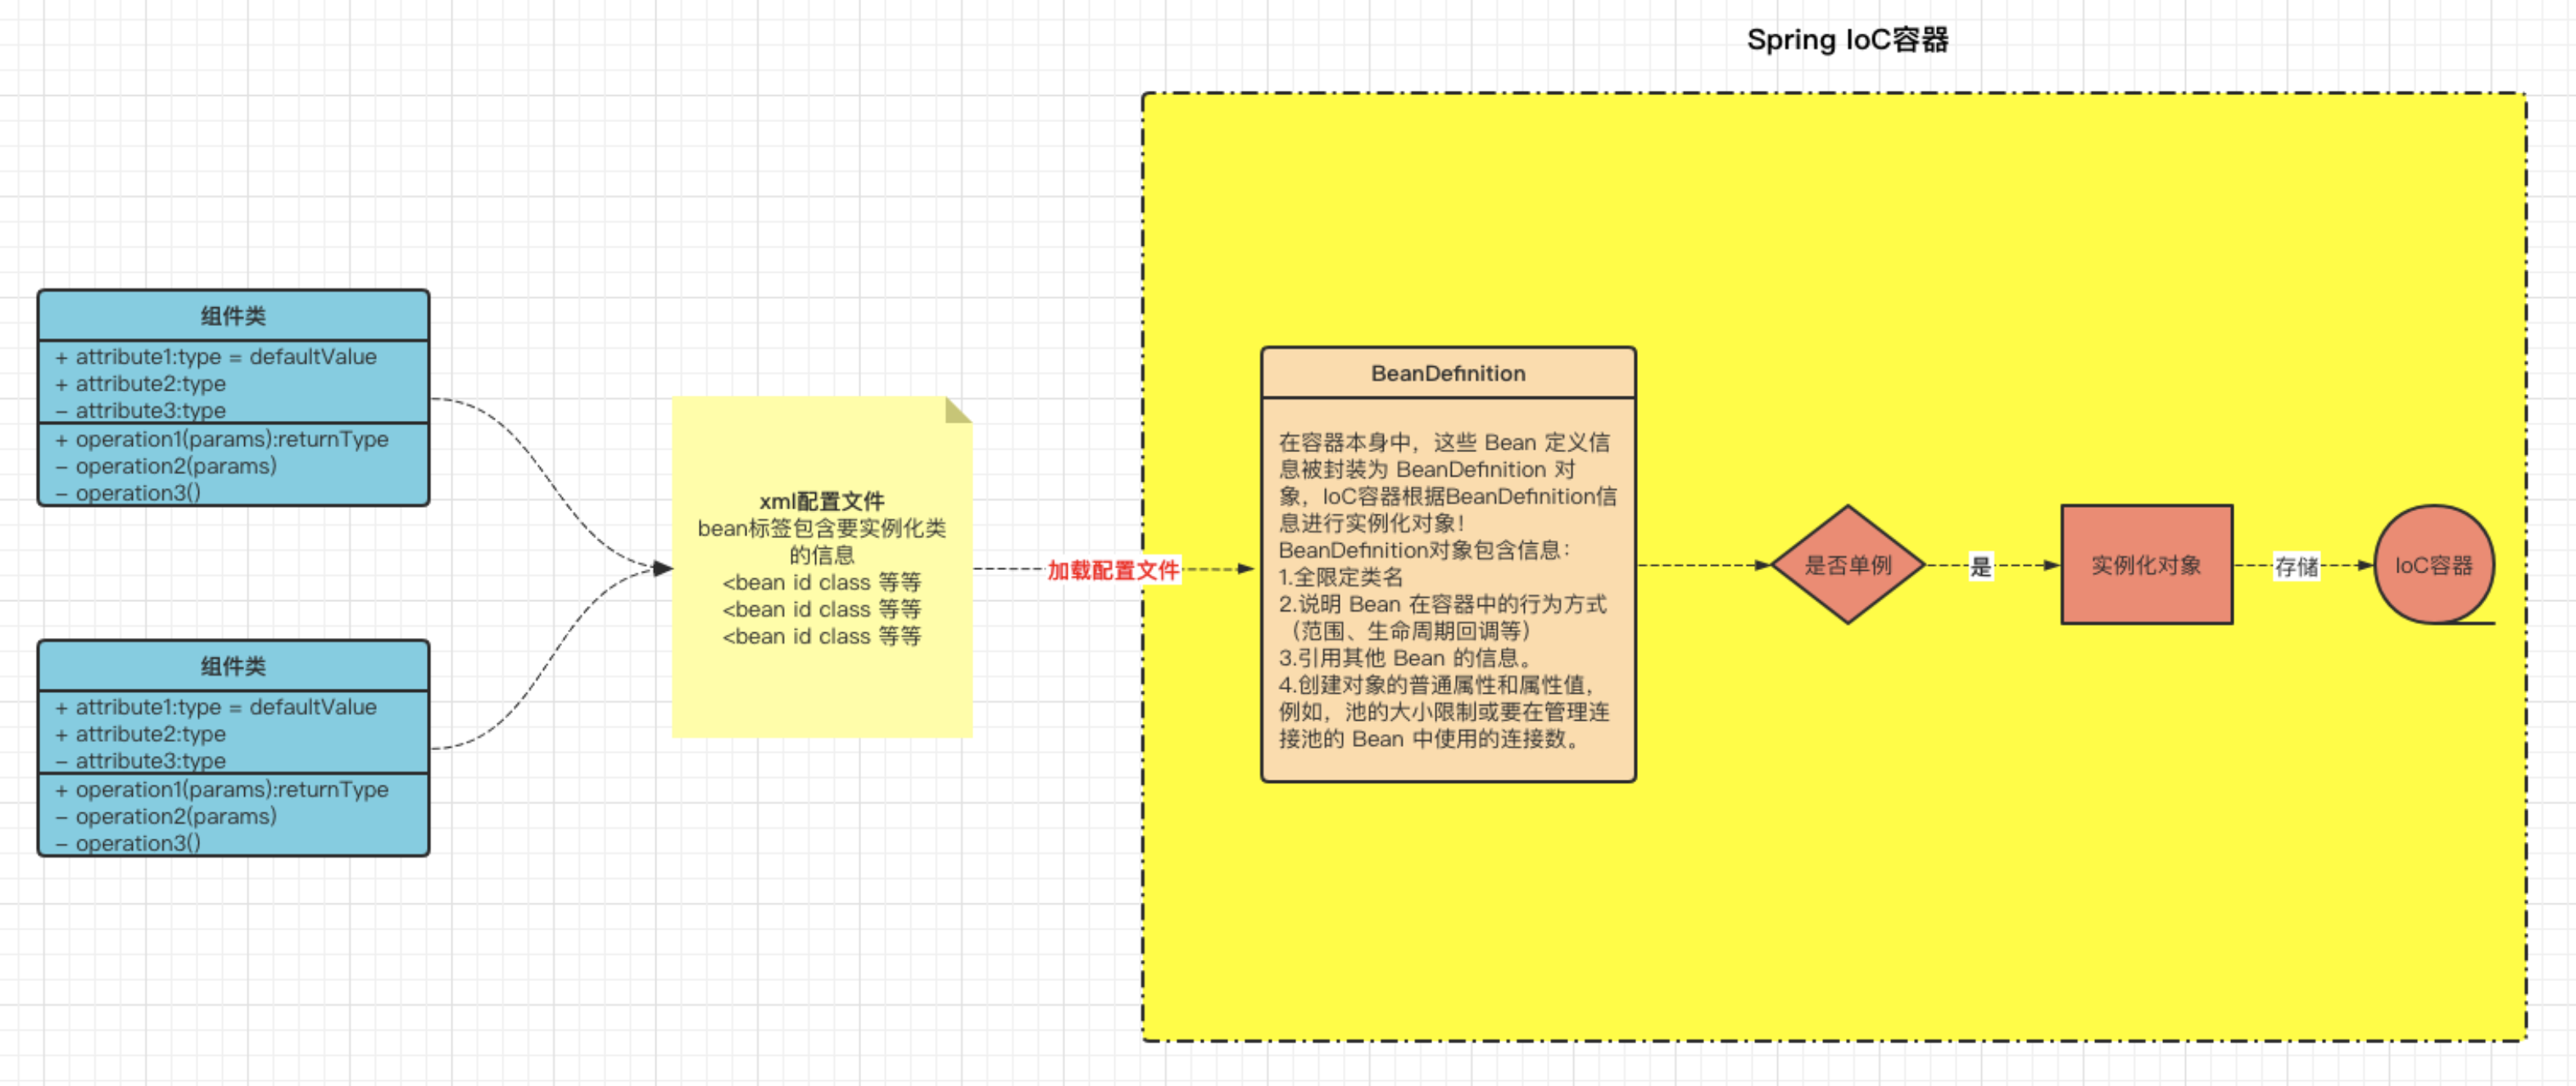 Spring IoC容器
组件类
+ attribute1:type = defaultValue
+ attribute2:type
- attribute3:type
+ operation1(params):returnType
- operation2(params)
- operation3()
组件类
+ attribute1:type = defaultValue
+ attribute2:type
- attribute3:type
+ operation1(params):returnType
- operation2(params)
- operation3()
xml配置文件
bean标签包含要实例化类
的信息
<bean id class 等等
<bean id class 等等
<bean id class 等等
加载配置文件
BeanDefinition
在容器本身中，这些 Bean 定义信
息被封装为 BeanDefinition 对
象，IoC容器根据BeanDefinition信
息进行实例化对象！
BeanDefinition对象包含信息：
1.全限定类名
2.说明 Bean 在容器中的行为方式
（范围、生命周期回调等）
3.引用其他 Bean 的信息。
4.创建对象的普通属性和属性值，
例如，池的大小限制或要在管理连
接池的 Bean 中使用的连接数。
是否单例
是
实例化对象
存储
IoC容器